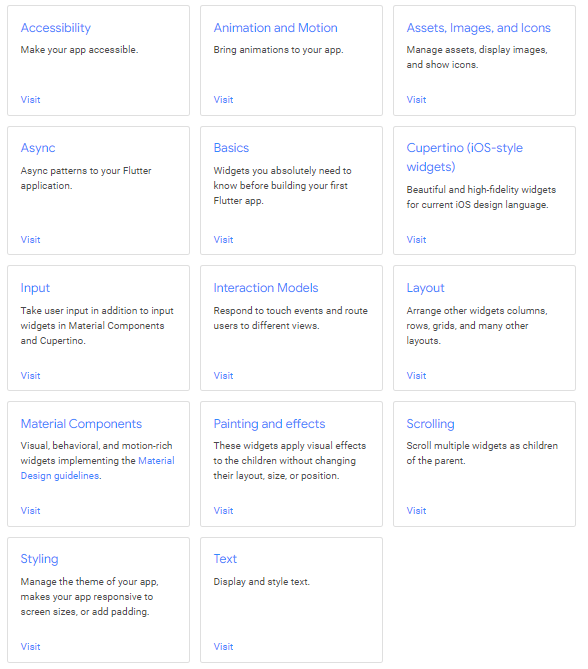 Accessibility
Make your app accessible.
Visit
Animation and Motion
Bring animations to your app.
Visit
Assets, Images, and Icons
Manage assets, display images,
and show icons.
Visit
Async
Async patterns to your Flutter
application.
Visit
Basics
Widgets you absolutely need to
know before building your first
Flutter app.
Visit
Cupertino (iOS-style
widgets)
Beautiful and high-fidelity widgets
for current iOS design language.
Visit
Input
Take user input in addition to input
widgets in Material Components
and Cupertino.
Visit
Interaction Models
Respond to touch events and route
users to different views.
Visit
Layout
Arrange other widgets columns,
rows, grids, and many other
layouts.
Visit
Material Components
Visual, behavioral, and motion-rich
widgets implementing the Material
Design guidelines.
Visit
Painting and effects
These widgets apply visual effects
to the children without changing
their layout, size, or position.
Visit
Scrolling
Scroll multiple widgets as children
of the parent.
Visit
Styling
Manage the theme of your app,
makes your app responsive to
screen sizes, or add padding.
Visit
Text
Display and style text.
Visit